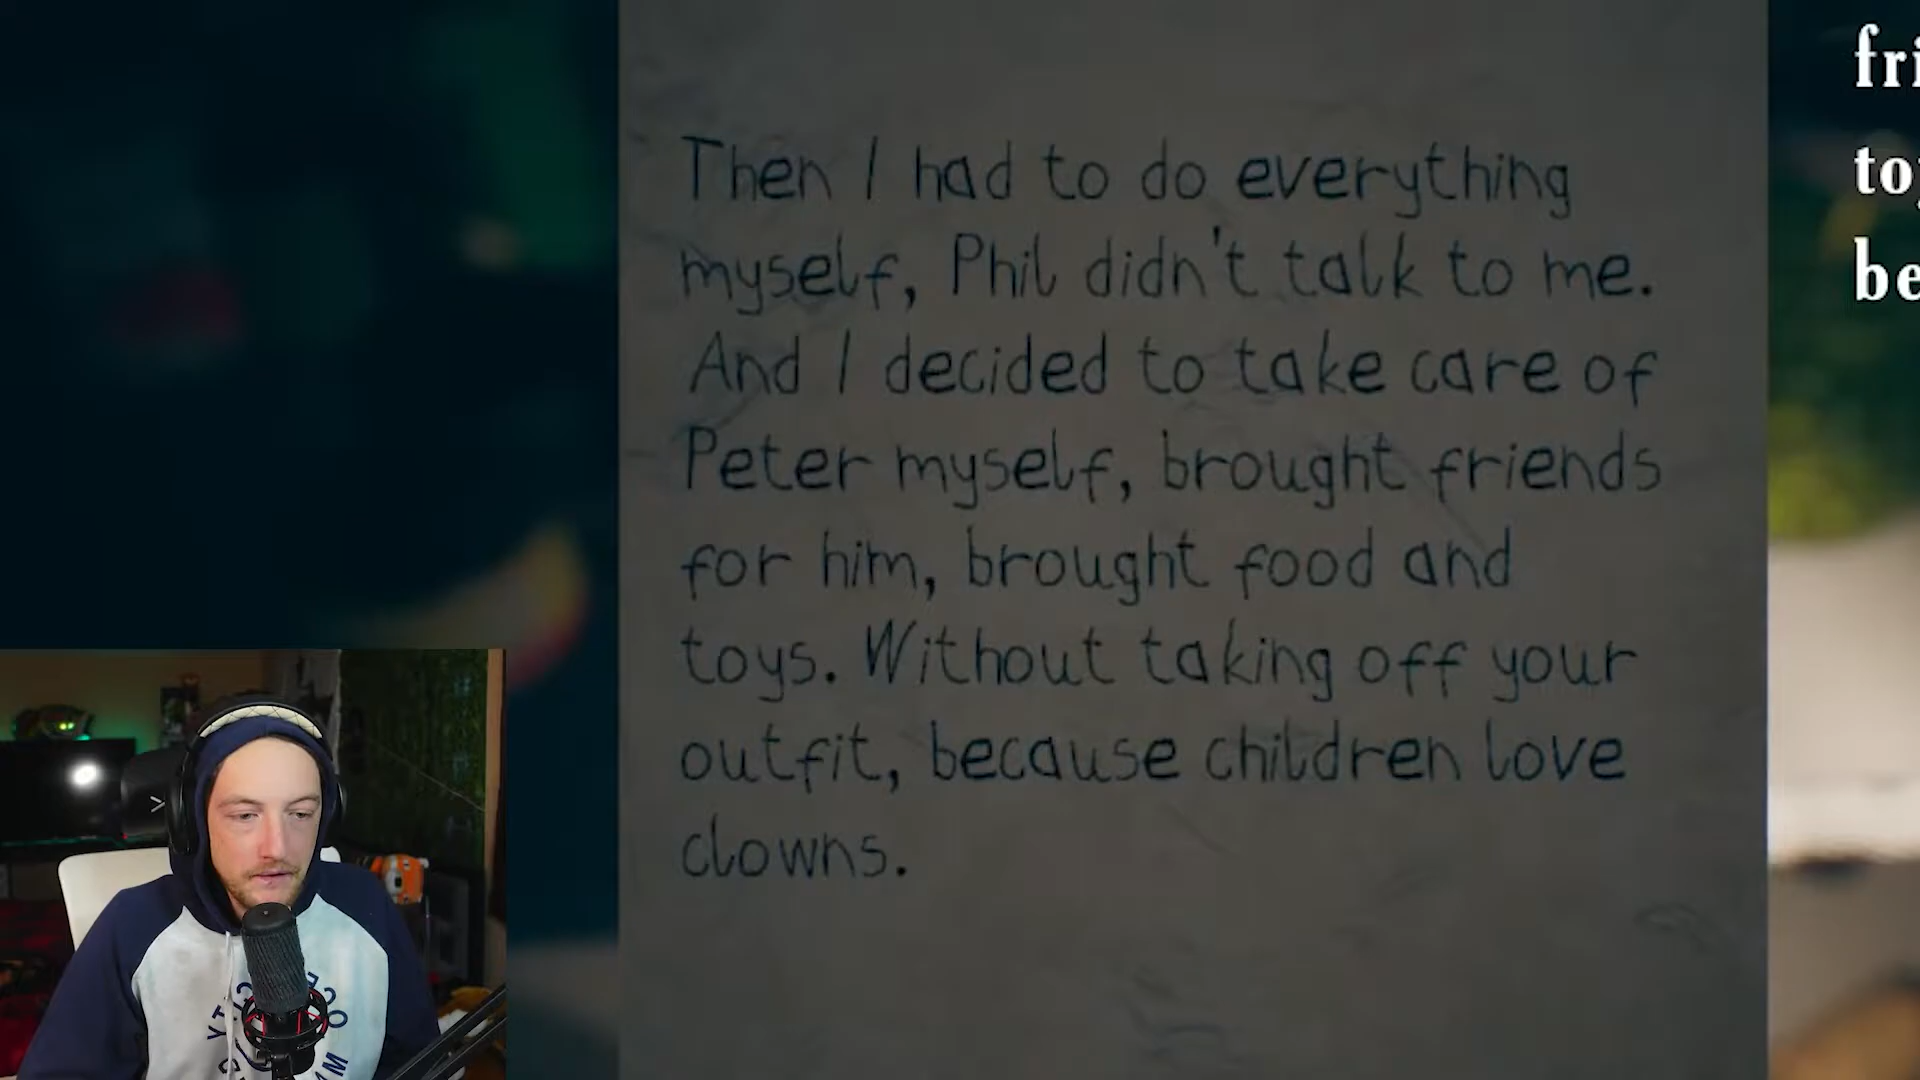 Then I had to do everything
myself, Phil didn't talk to me.
And I decided to take care of
Peter myself, brought friends
for him, brought food and
toys. Without taking off your
outfit, because children love
clowns.